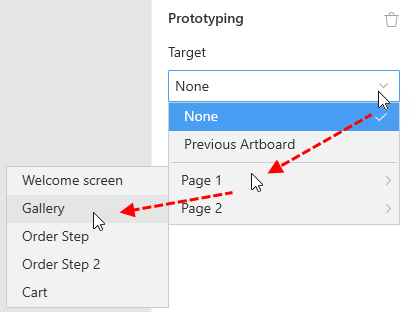 Prototyping
Target
None
None
Previous Artboard
Page 1
Page 2
Welcome screen
Gallery
Order Step
Order Step 2
Cart